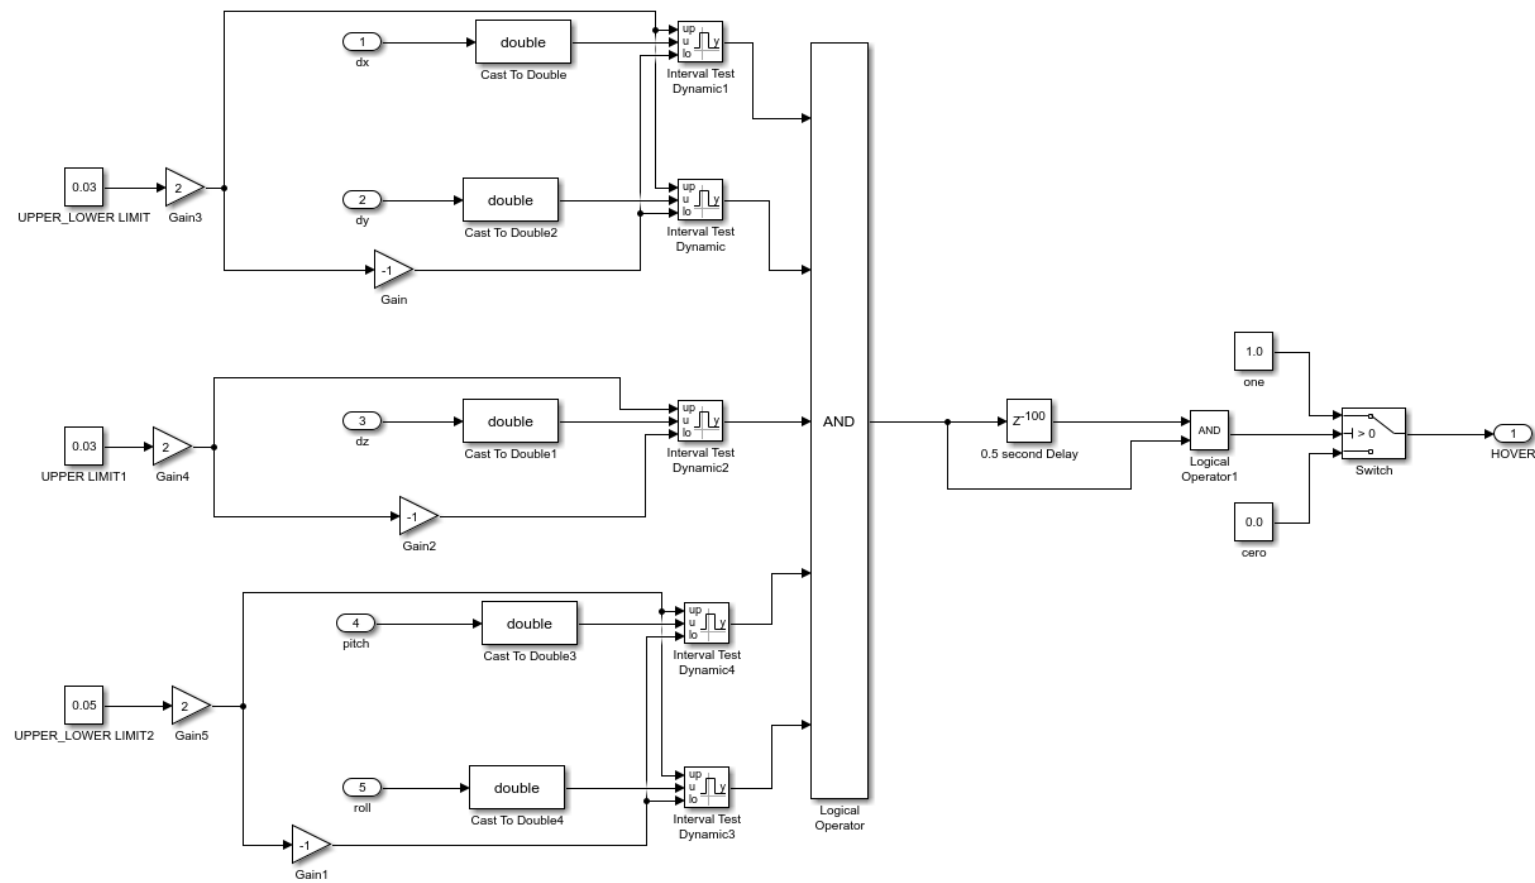 1
dx
double
Cast To Double
up
u
lo
y
Interval Test
Dynamic1
0.03
UPPER_LOWER LIMIT
2
Gain3
2
dy
double
Cast To Double2
up
u
lo
y
Interval Test
Dynamic
-1
Gain
0.03
UPPER LIMIT1
2
Gain4
3
dz
double
Cast To Double1
up
u
lo
y
Interval Test
Dynamic2
-1
Gain2
4
pitch
double
Cast To Double3
up
u
lo
y
Interval Test
Dynamic4
0.05
UPPER_LOWER LIMIT2
2
Gain5
5
roll
double
Cast To Double4
up
u
lo
y
Interval Test
Dynamic3
-1
Gain1
AND
Logical
Operator
Z-100
0.5 second Delay
AND
Logical
Operator1
1.0
one
0.0
cero
> 0
Switch
1
HOVER